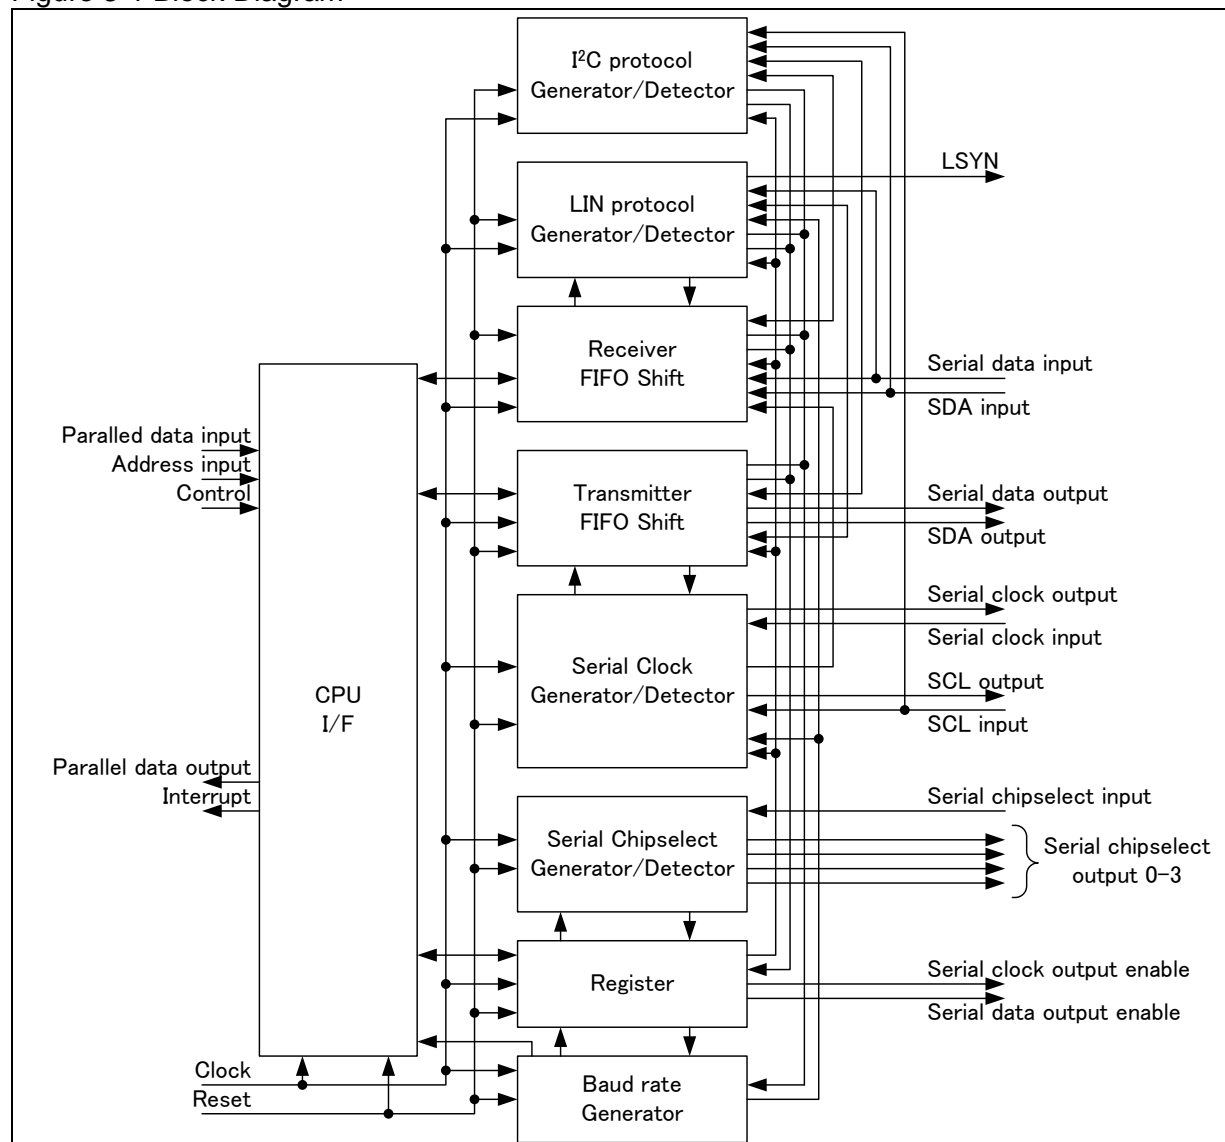 Figure Block Diagram
I²C protocol
Generator/Detector
LSYN
LIN protocol
Generator/Detector
Receiver
FIFO Shift
Serial data input
SDA input
Paralled data input
Address input
Control
Transmitter
FIFO Shift
Serial data output
SDA output
Serial clock output
Serial clock input
Serial Clock
Generator/Detector
SCL output
SCL input
CPU
I/F
Parallel data output
Interrupt
Serial chipselect input
Serial Chipselect
Generator/Detector
Serial chipselect
output 0-3
Register
Serial clock output enable
Serial data output enable
Clock
Reset
Baud rate
Generator